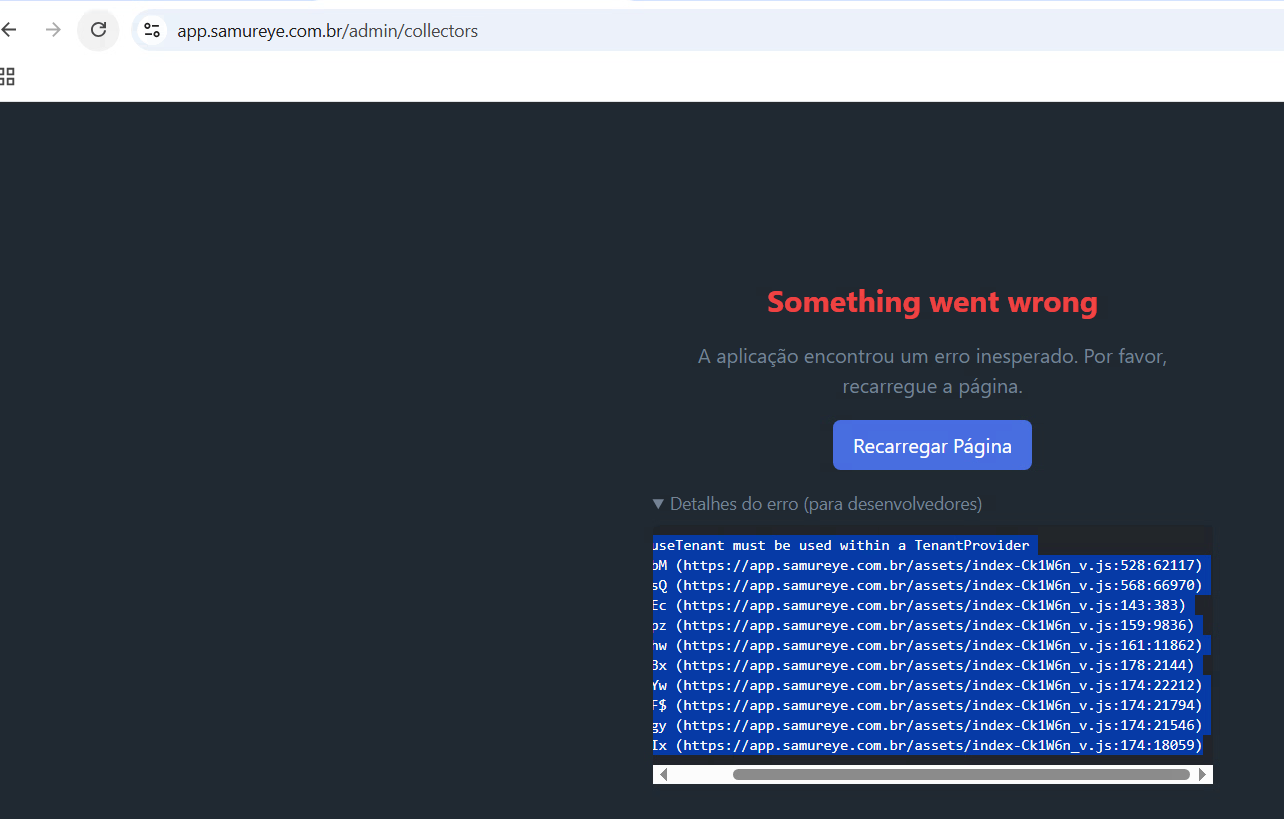 app.samureye.com.br/admin/collectors
Something went wrong
A aplicação encontrou um erro inesperado. Por favor,
recarregue a página.
Recarregar Página
▼ Detalhes do erro (para desenvolvedores)
useTenant must be used within a TenantProvider
(https://app.samureye.com.br/assets/index-Ck1W6n_v.js:528:62117)
sQ (https://app.samureye.com.br/assets/index-Ck1W6n_v.js:568:66970)
Ec (https://app.samureye.com.br/assets/index-Ck1W6n_v.js:143:383)
(https://app.samureye.com.br/assets/index-Ck1W6n_v.js:159:9836)
(https://app.samureye.com.br/assets/index-Ck1W6n_v.js:161:11862)
(https://app.samureye.com.br/assets/index-Ck1W6n_v.js:178:2144)
Yw (https://app.samureye.com.br/assets/index-Ck1W6n_v.js:174:22212)
F$ (https://app.samureye.com.br/assets/index-Ck1W6n_v.js:174:21794)
gy (https://app.samureye.com.br/assets/index-Ck1W6n_v.js:174:21546)
Ix (https://app.samureye.com.br/assets/index-Ck1W6n_v.js:174:18059)